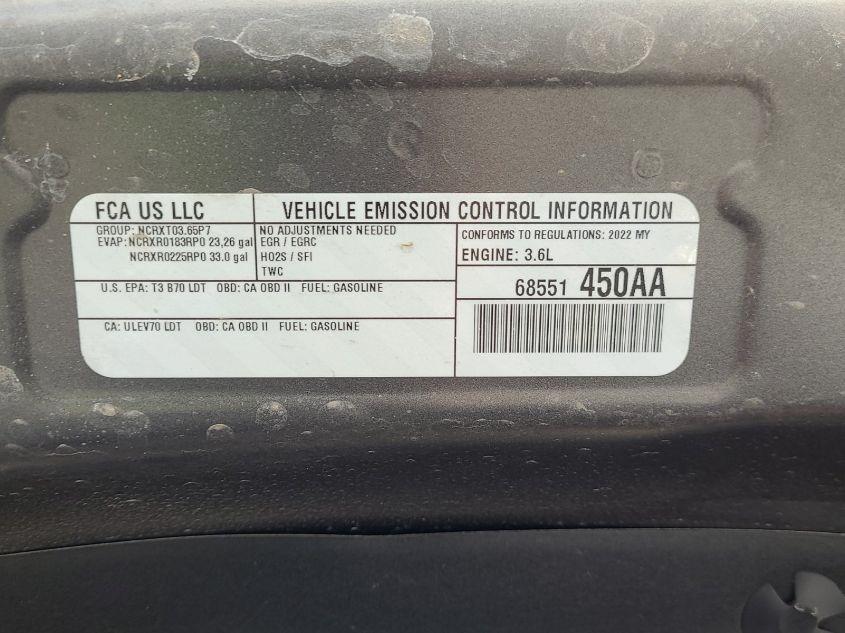 FCA US LLC
VEHICLE EMISSION CONTROL INFORMATION
GROUP: NCRXT03.65P7
EVAP: NCRXR0183RP0 23,26 gal
NCRXR0225RP0 33.0 gal
NO ADJUSTMENTS NEEDED
EGR / EGRC
HO2S / SFI
TWC
CONFORMS TO REGULATIONS: 2022 MY
ENGINE: 3.6L
68551 450AA
U.S. EPA: T3 B70 LDT OBD: CA OBD II FUEL: GASOLINE
CA: ULEV70 LDT OBD: CA OBD II FUEL: GASOLINE